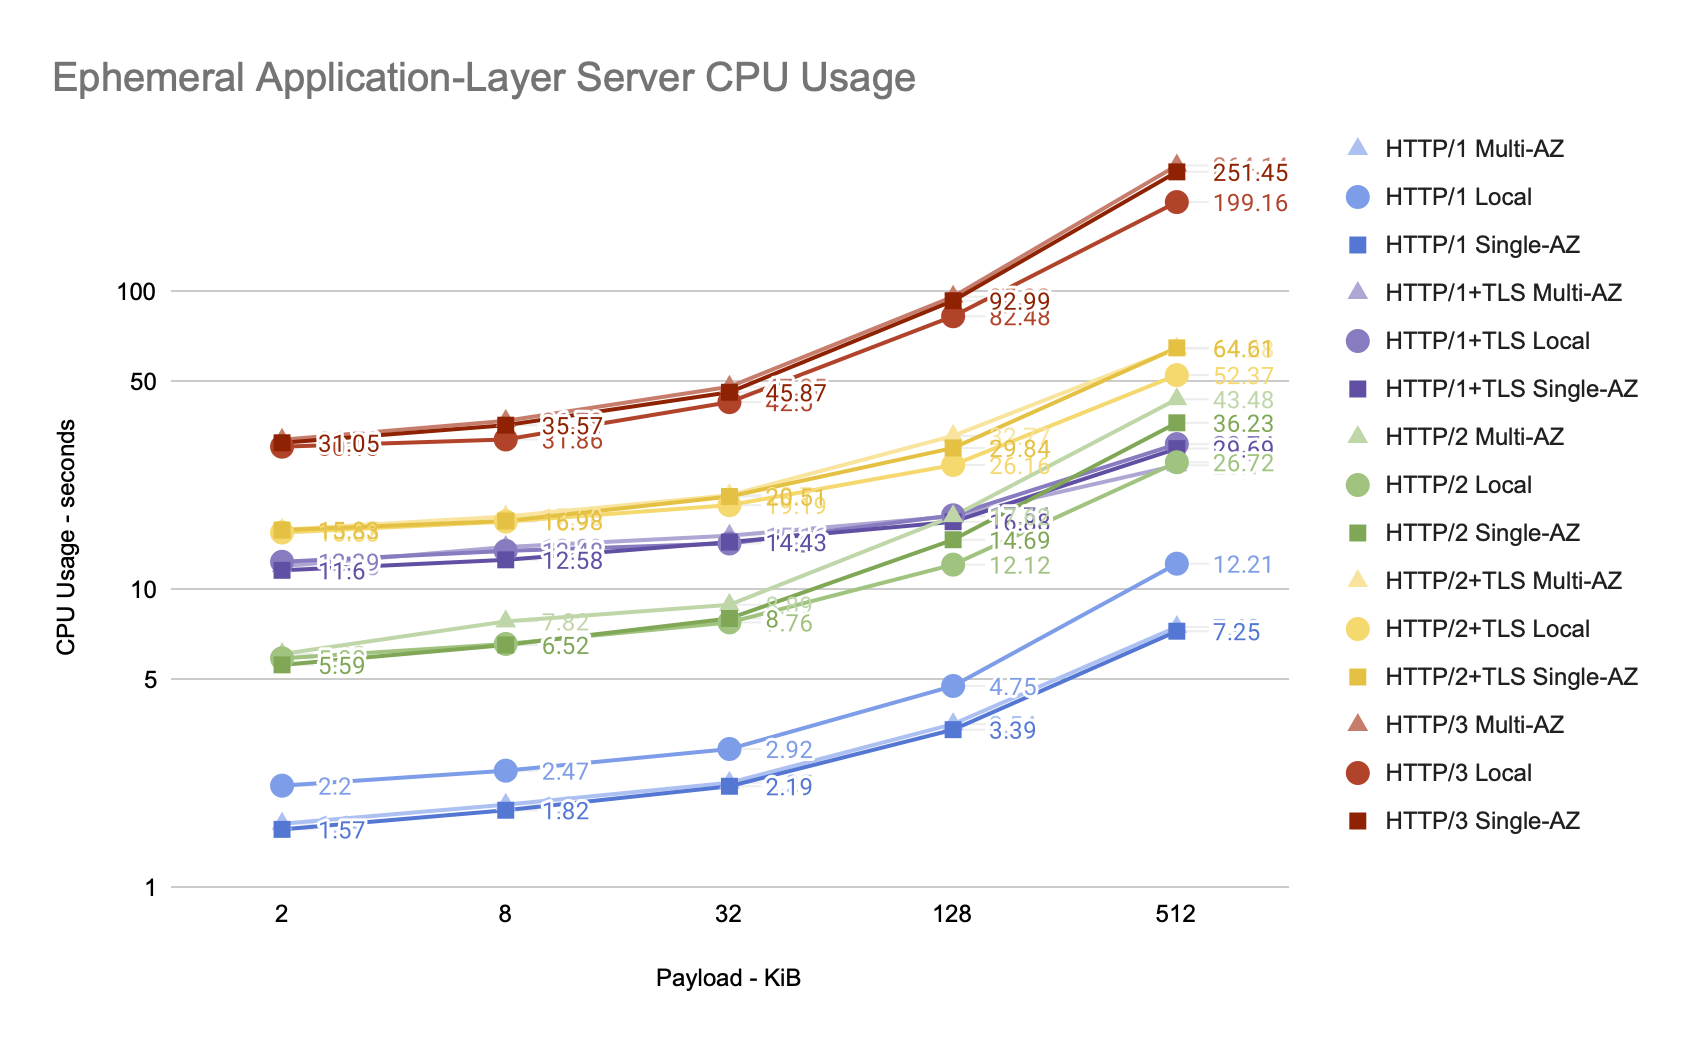 Ephemeral Application-Layer Server CPU Usage
HTTP/1 Multi-AZ
HTTP/1 Local
HTTP/1 Single-AZ
HTTP/1+TLS Multi-AZ
HTTP/1+TLS Local
HTTP/1+TLS Single-AZ
HTTP/2 Multi-AZ
HTTP/2 Local
HTTP/2 Single-AZ
HTTP/2+TLS Multi-AZ
HTTP/2+TLS Local
HTTP/2+TLS Single-AZ
HTTP/3 Multi-AZ
HTTP/3 Local
HTTP/3 Single-AZ
CPU Usage - seconds
100
50
10
5
1
31.05
15.83
11.6
5.59
2.2
1.57
35.57
31.86
16.98
12.58
7.82
6.52
2.47
1.82
45.87
20.51
19.19
14.43
8
7.76
2.92
2.19
92.99
82.48
29.84
26.16
16.88
14.69
12.12
4.75
3.39
251.45
199.16
64.61
52.37
43.48
36.23
29.69
26.72
12.21
7.25
2
8
32
128
512
Payload - KiB